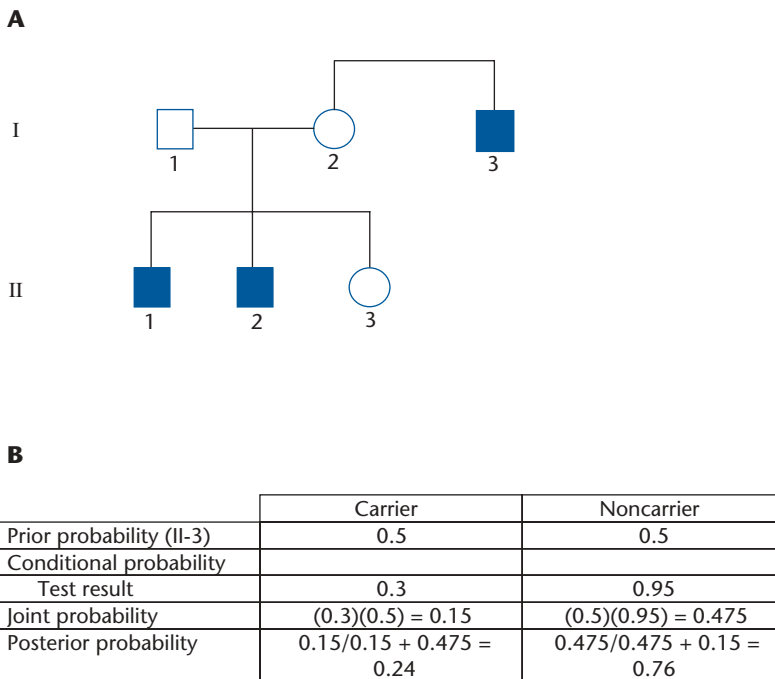 A
I
1
2
3
II
1
2
3
B
Carrier Noncarrier
Prior probability (II-3) 0.5 0.5
Conditional probability
Test result 0.3 0.95
Joint probability (0.3)(0.5) = 0.15 (0.5)(0.95) = 0.475
Posterior probability 0.15/0.15 + 0.475 = 0.475/0.475 + 0.15 =
0.24 0.76